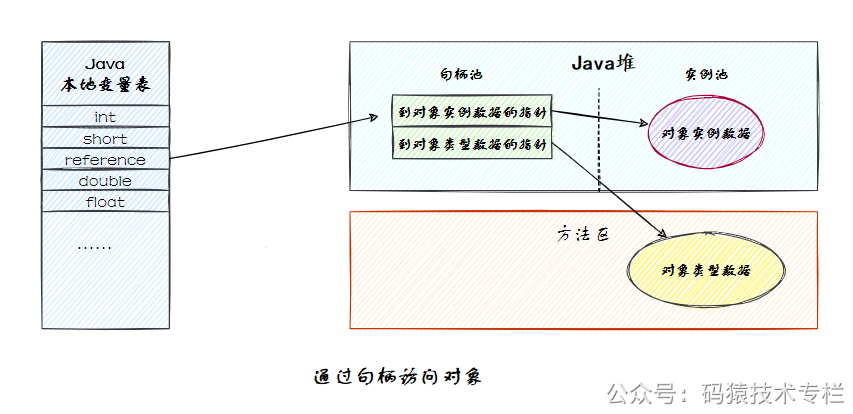 Java
本地变量表
int
short
reference
double
float
......
Java堆
句柄池
实例池
到对象实例数据的指针
到对象类型数据的指针
对象实例数据
方法区
对象类型数据
通过句柄访问对象
公众号：码猿技术专栏